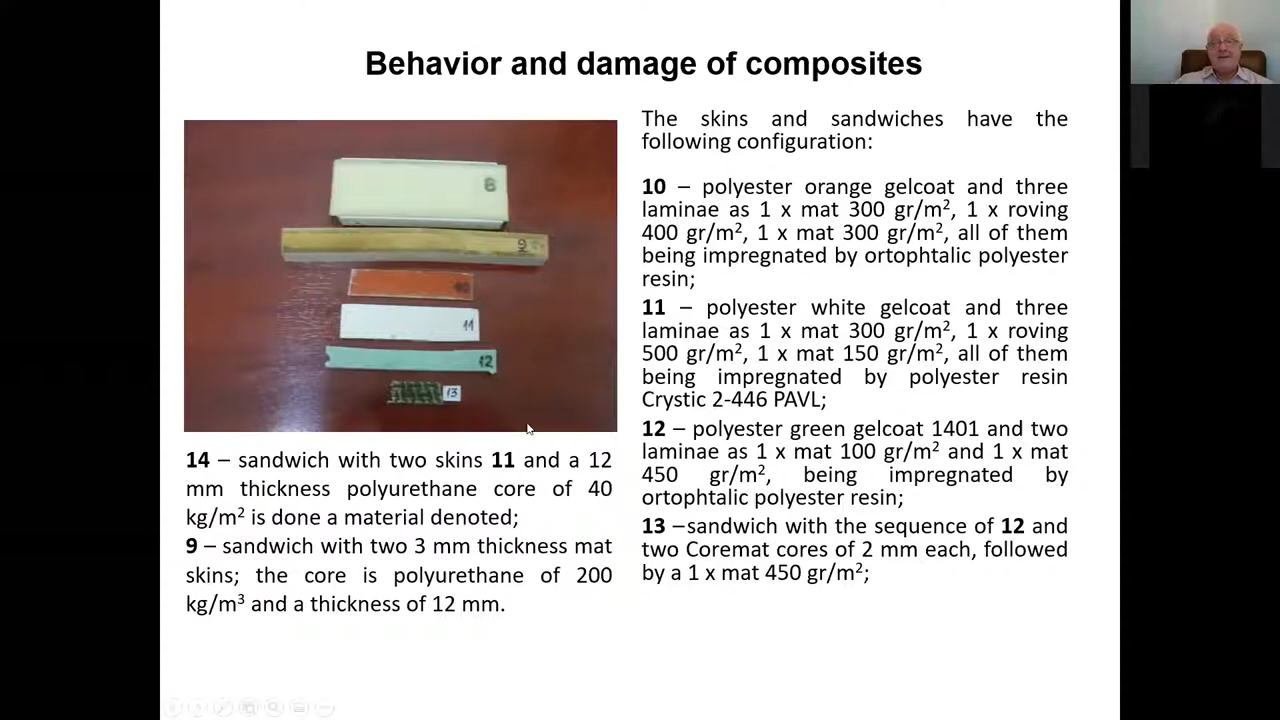 Behavior and damage of composites
6
9
10
11
12
13
14 – sandwich with two skins 11 and a 12
mm thickness polyurethane core of 40
kg/m² is done a material denoted;
9 – sandwich with two 3 mm thickness mat
skins; the core is polyurethane of 200
kg/m³ and a thickness of 12 mm.
The skins and sandwiches have the
following configuration:
10 – polyester orange gelcoat and three
laminae as 1 x mat 300 gr/m², 1 x roving
400 gr/m², 1 x mat 300 gr/m², all of them
being impregnated by ortophtalic polyester
resin;
11 – polyester white gelcoat and three
laminae as 1 x mat 300 gr/m², 1 x roving
500 gr/m², 1 x mat 150 gr/m², all of them
being impregnated by polyester resin
Crystic 2-446 PAVL;
12 – polyester green gelcoat 1401 and two
laminae as 1 x mat 100 gr/m² and 1 x mat
450 gr/m², being impregnated by
ortophtalic polyester resin;
13 –sandwich with the sequence of 12 and
two Coremat cores of 2 mm each, followed
by a 1 x mat 450 gr/m²;